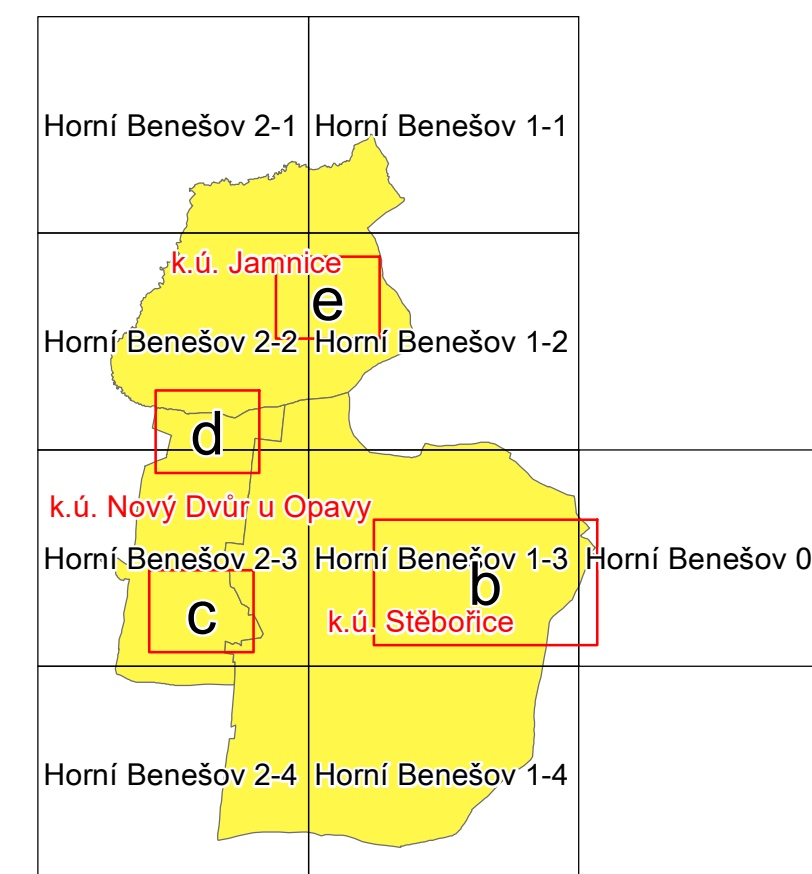 Horní Benešov 2-1 Horní Benešov 1-1
k.ú. Jamnice
e
Horní Benešov 2-2 Horní Benešov 1-2
d
k.ú. Nový Dvůr u Opavy
Horní Benešov 2-3 Horní Benešov 1-3 Horní Benešov 0
b
c
k.ú. Stěbořice
Horní Benešov 2-4 Horní Benešov 1-4